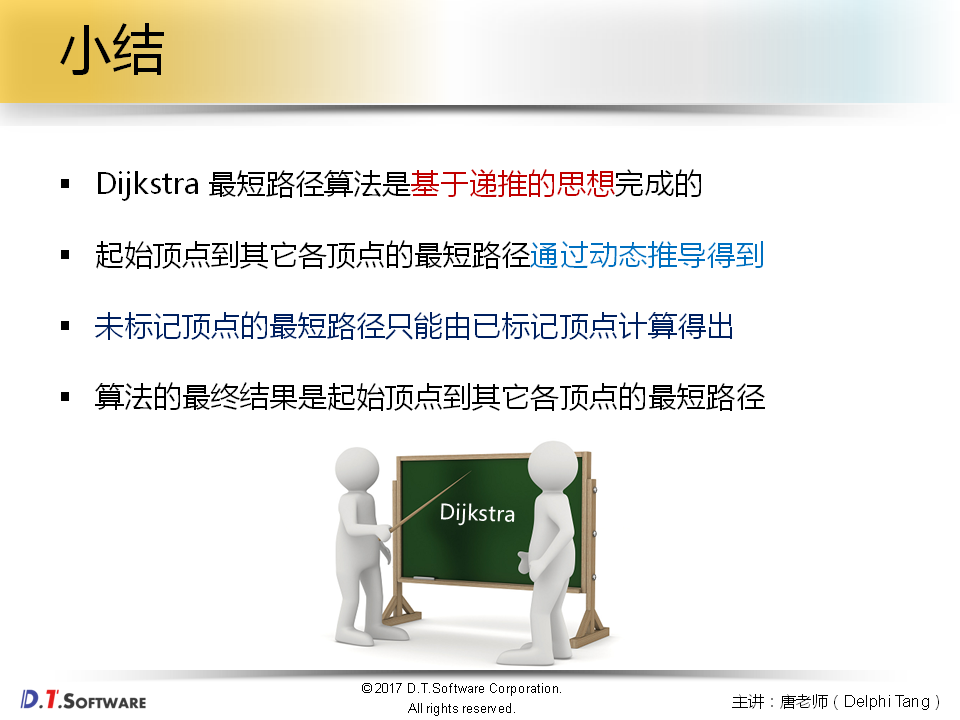 小结
▪ Dijkstra 最短路径算法是基于递推的思想完成的
▪ 起始顶点到其它各顶点的最短路径通过动态推导得到
▪ 未标记顶点的最短路径只能由已标记顶点计算得出
▪ 算法的最终结果是起始顶点到其它各顶点的最短路径
Dijkstra
D.T.SOFTWARE
©2017 D.T.Software Corporation.
All rights reserved.
主讲：唐老师（Delphi Tang）